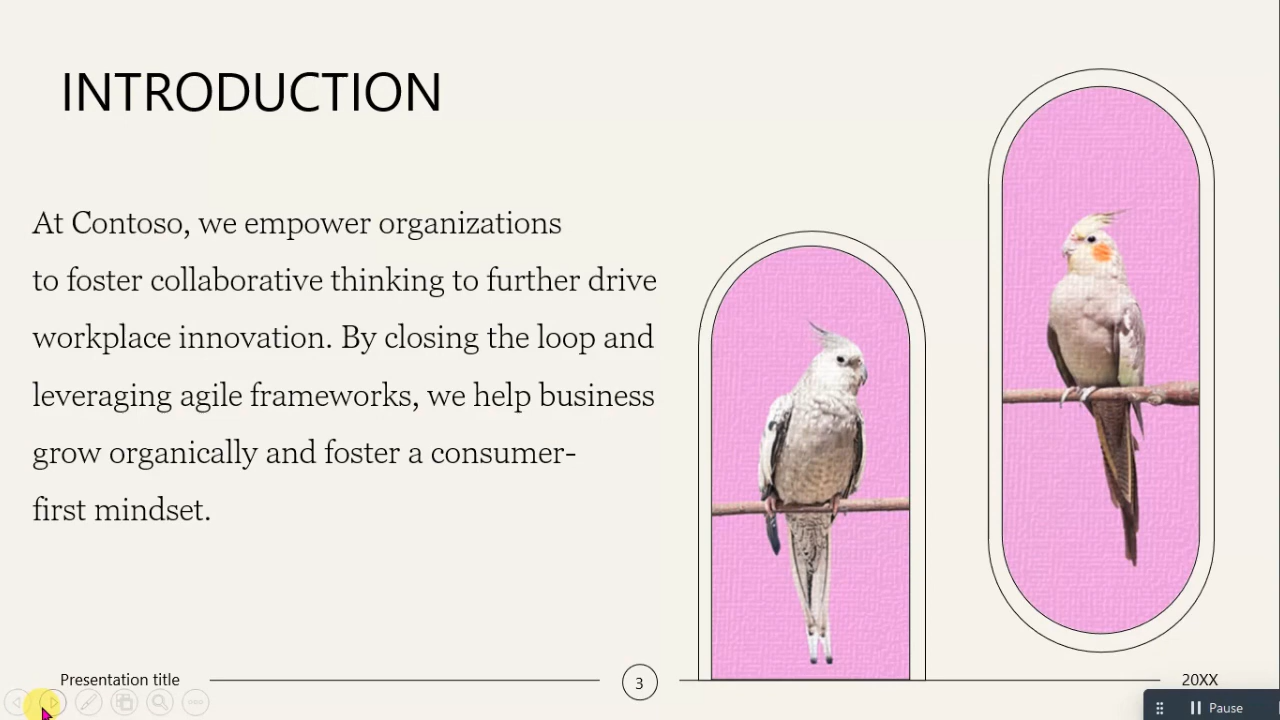 INTRODUCTION
At Contoso, we empower organizations
to foster collaborative thinking to further drive
workplace innovation. By closing the loop and
leveraging agile frameworks, we help business
grow organically and foster a consumer-
first mindset.
Presentation title
3
20XX
Pause